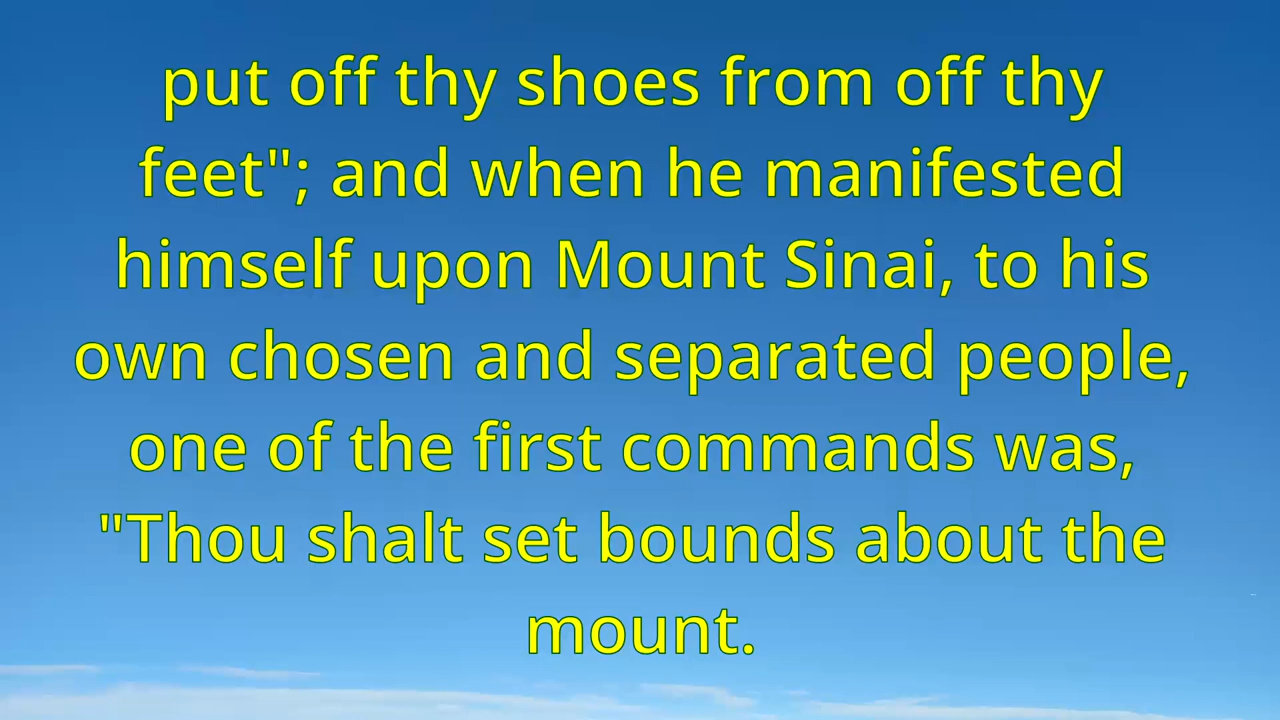 put off thy shoes from off thy
feet"; and when he manifested
himself upon Mount Sinai, to his
own chosen and separated people,
one of the first commands was,
"Thou shalt set bounds about the
mount.